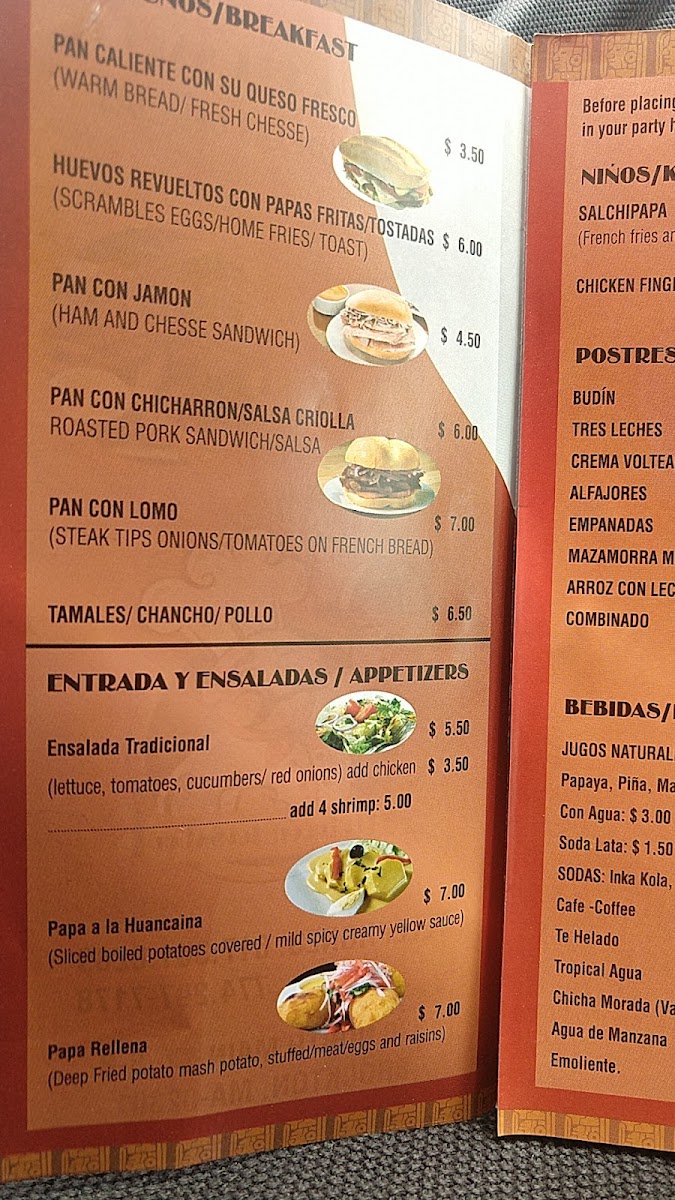 /BREAKFAST
PAN CALIENTE CON SU QUESO FRESCO
(WARM BREAD/ FRESH CHESSE)
$ 3.50
HUEVOS REVUELTOS CON PAPAS FRITAS/TOSTADAS $ 6.00
(SCRAMBLES EGGS/HOME FRIES/ TOAST)
PAN CON JAMON
(HAM AND CHESSE SANDWICH)
$ 4.50
PAN CON CHICHARRON/SALSA CRIOLLA $ 6.00
ROASTED PORK SANDWICH/SALSA
PAN CON LOMO $ 7.00
(STEAK TIPS ONIONS/TOMATOES ON FRENCH BREAD)
TAMALES/ CHANCHO/ POLLO $ 6.50
ENTRADA Y ENSALADAS / APPETIZERS
Ensalada Tradicional $ 5.50
(lettuce, tomatoes, cucumbers/ red onions) add chicken $ 3.50
add 4 shrimp: 5.00
$ 7.00
Papa a la Huancaina
(Sliced boiled potatoes covered / mild spicy creamy yellow sauce)
$ 7.00
Papa Rellena
(Deep Fried potato mash potato, stuffed/meat/eggs and raisins)
Before placing
in your party
NIÑOS/
SALCHIPAPA
(French fries
CHICKEN
POSTRES
BUDÍN
TRES LECHES
CREMA
ALFAJORES
EMPANADAS
MAZAMORRA
ARROZ CON
COMBINADO
BEBIDAS/
JUGOS
Papaya, Piña,
Con Agua: $ 3.00
Soda Lata: $ 1.50
SODAS: Inka Kola,
Cafe -Coffee
Te Helado
Tropical Agua
Chicha Morada
Agua de Manzana
Emoliente.